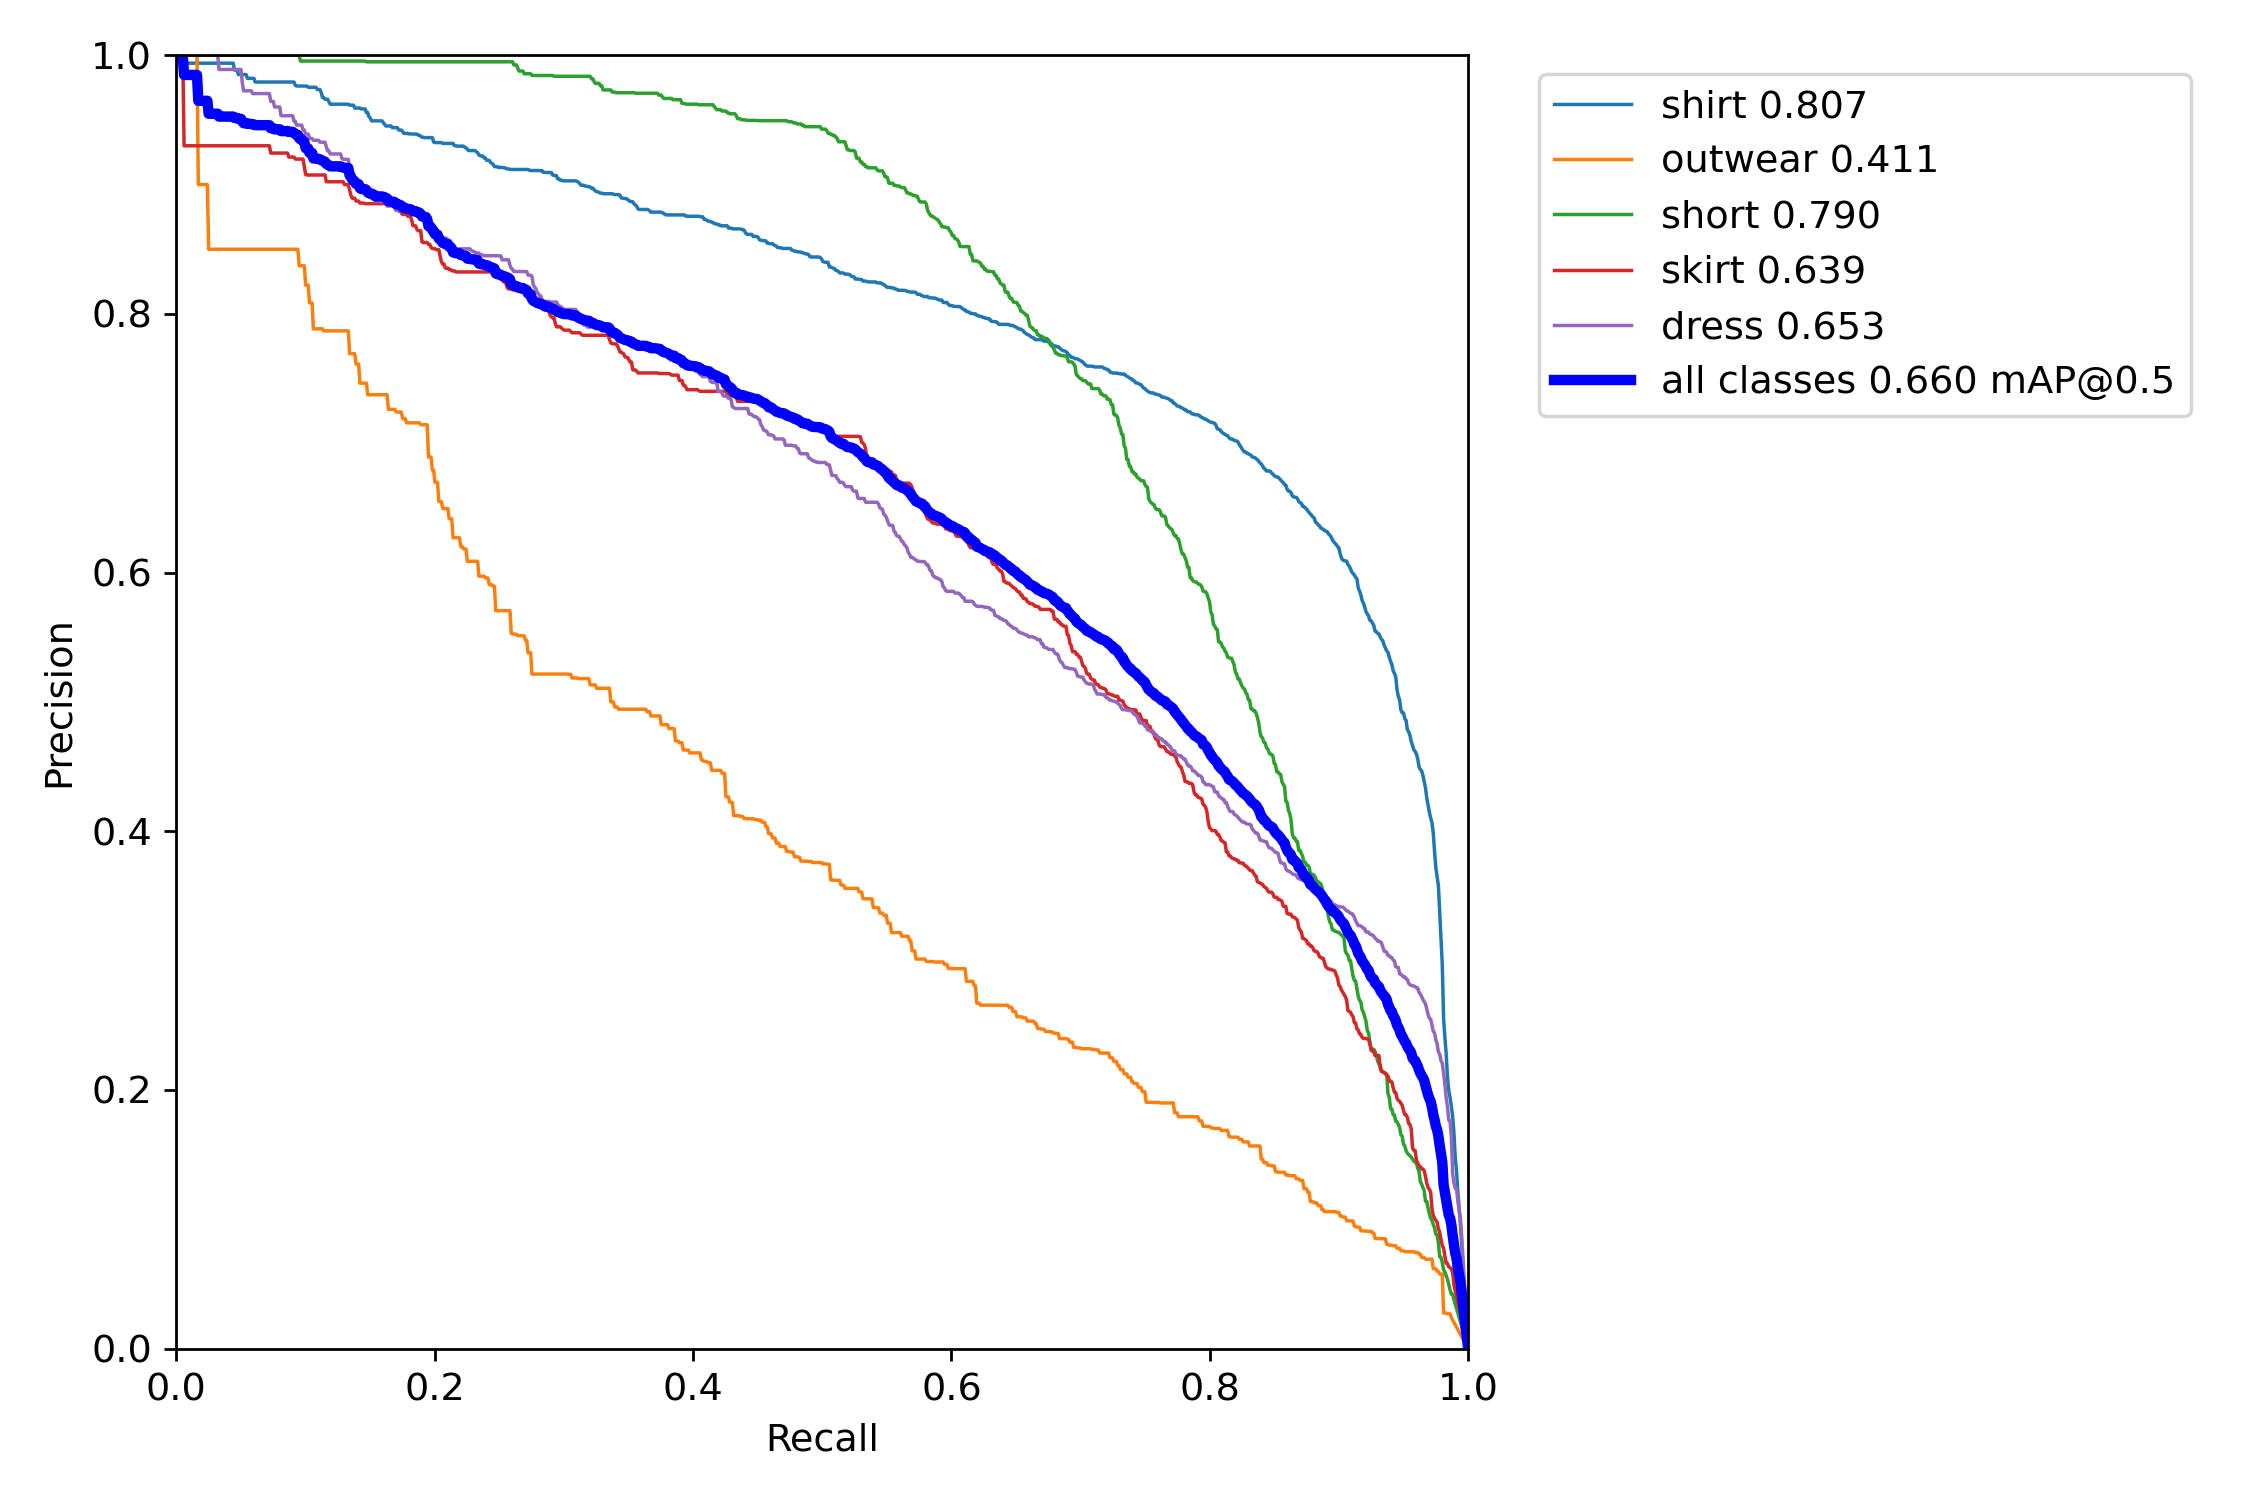 1.0
0.8
0.6
0.4
0.2
0.0
Precision
0.0 0.2 0.4 0.6 0.8 1.0
Recall
shirt 0.807
outwear 0.411
short 0.790
skirt 0.639
dress 0.653
all classes 0.660 mAP@0.5